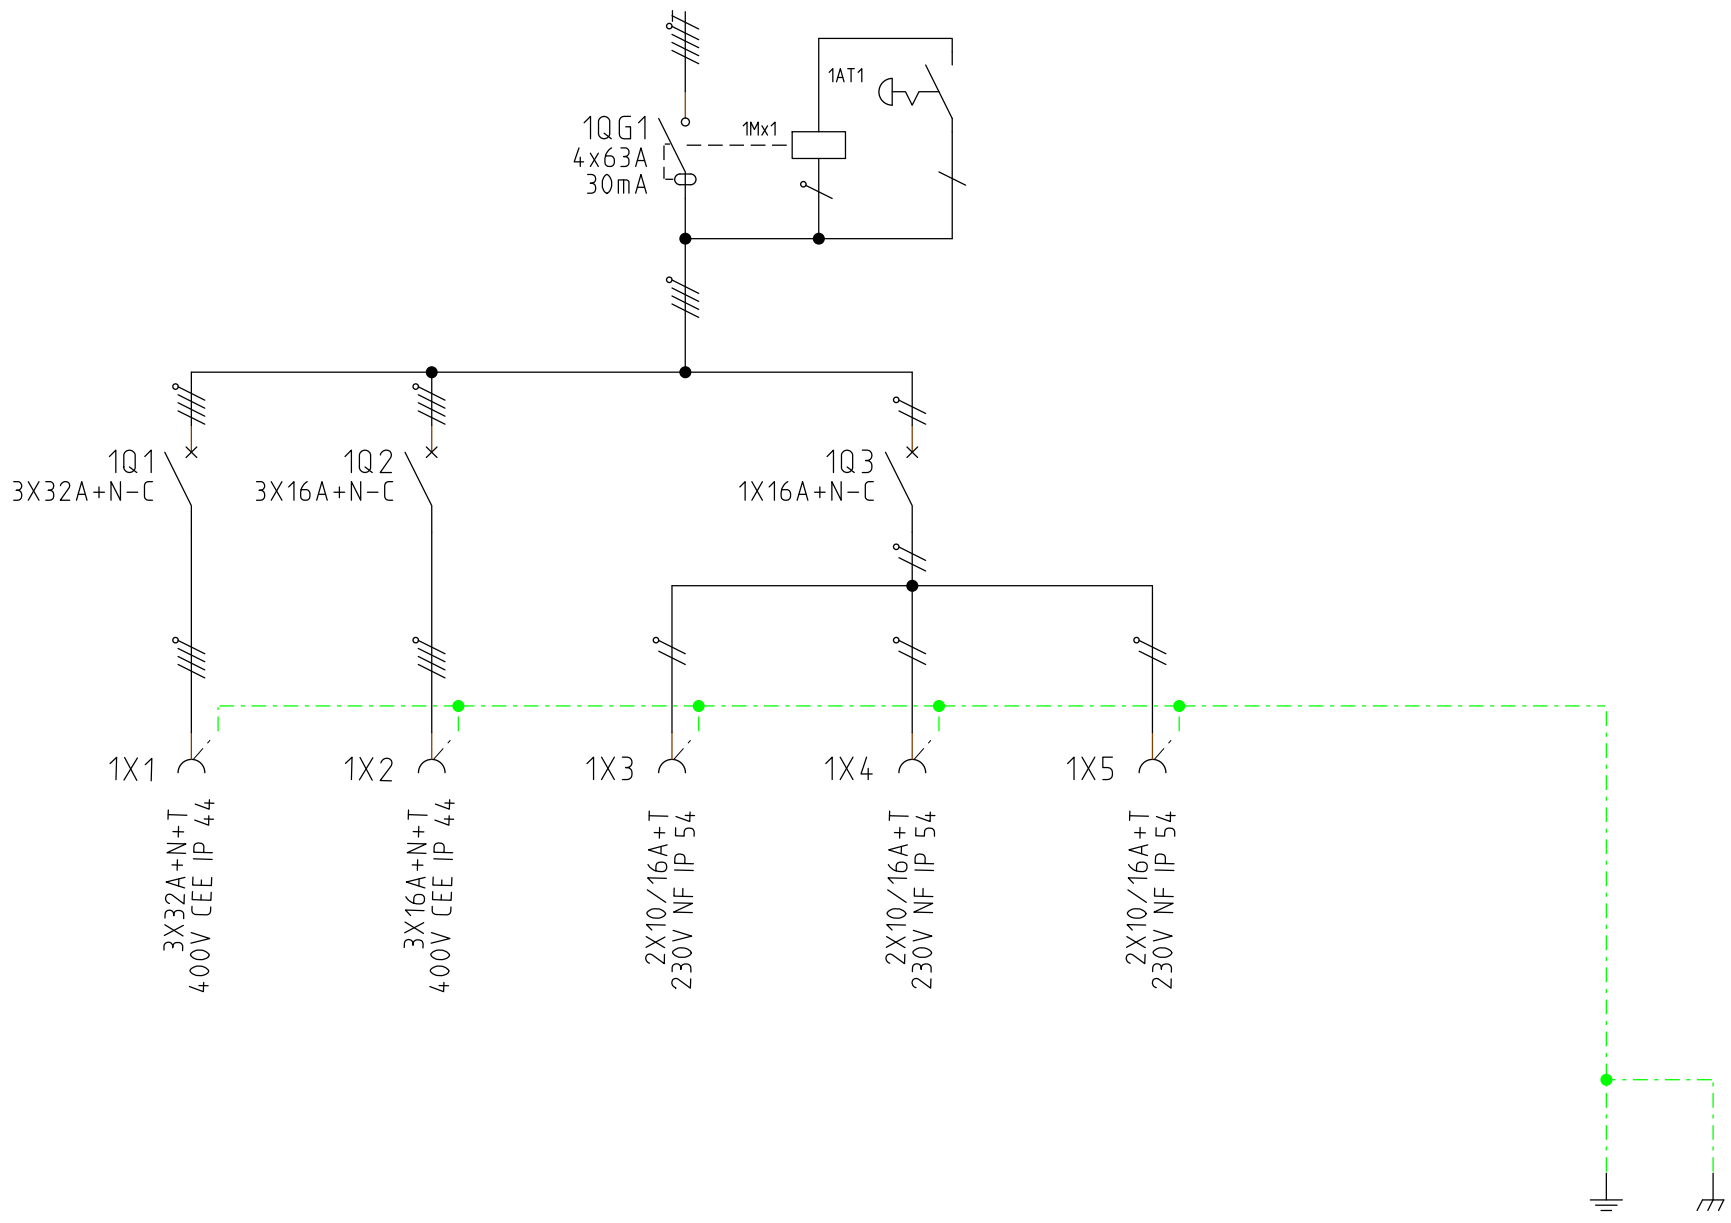 1AT1
1QG1
4x63A
30mA
1Mx1
1Q1
3X32A+N-C
1Q2
3X16A+N-C
1Q3
1X16A+N-C
1X1
3X32A+N+T
400V CEE IP 44
1X2
3X16A+N+T
400V CEE IP 44
1X3
2X10/16A+T
230V NF IP 54
1X4
2X10/16A+T
230V NF IP 54
1X5
2X10/16A+T
230V NF IP 54